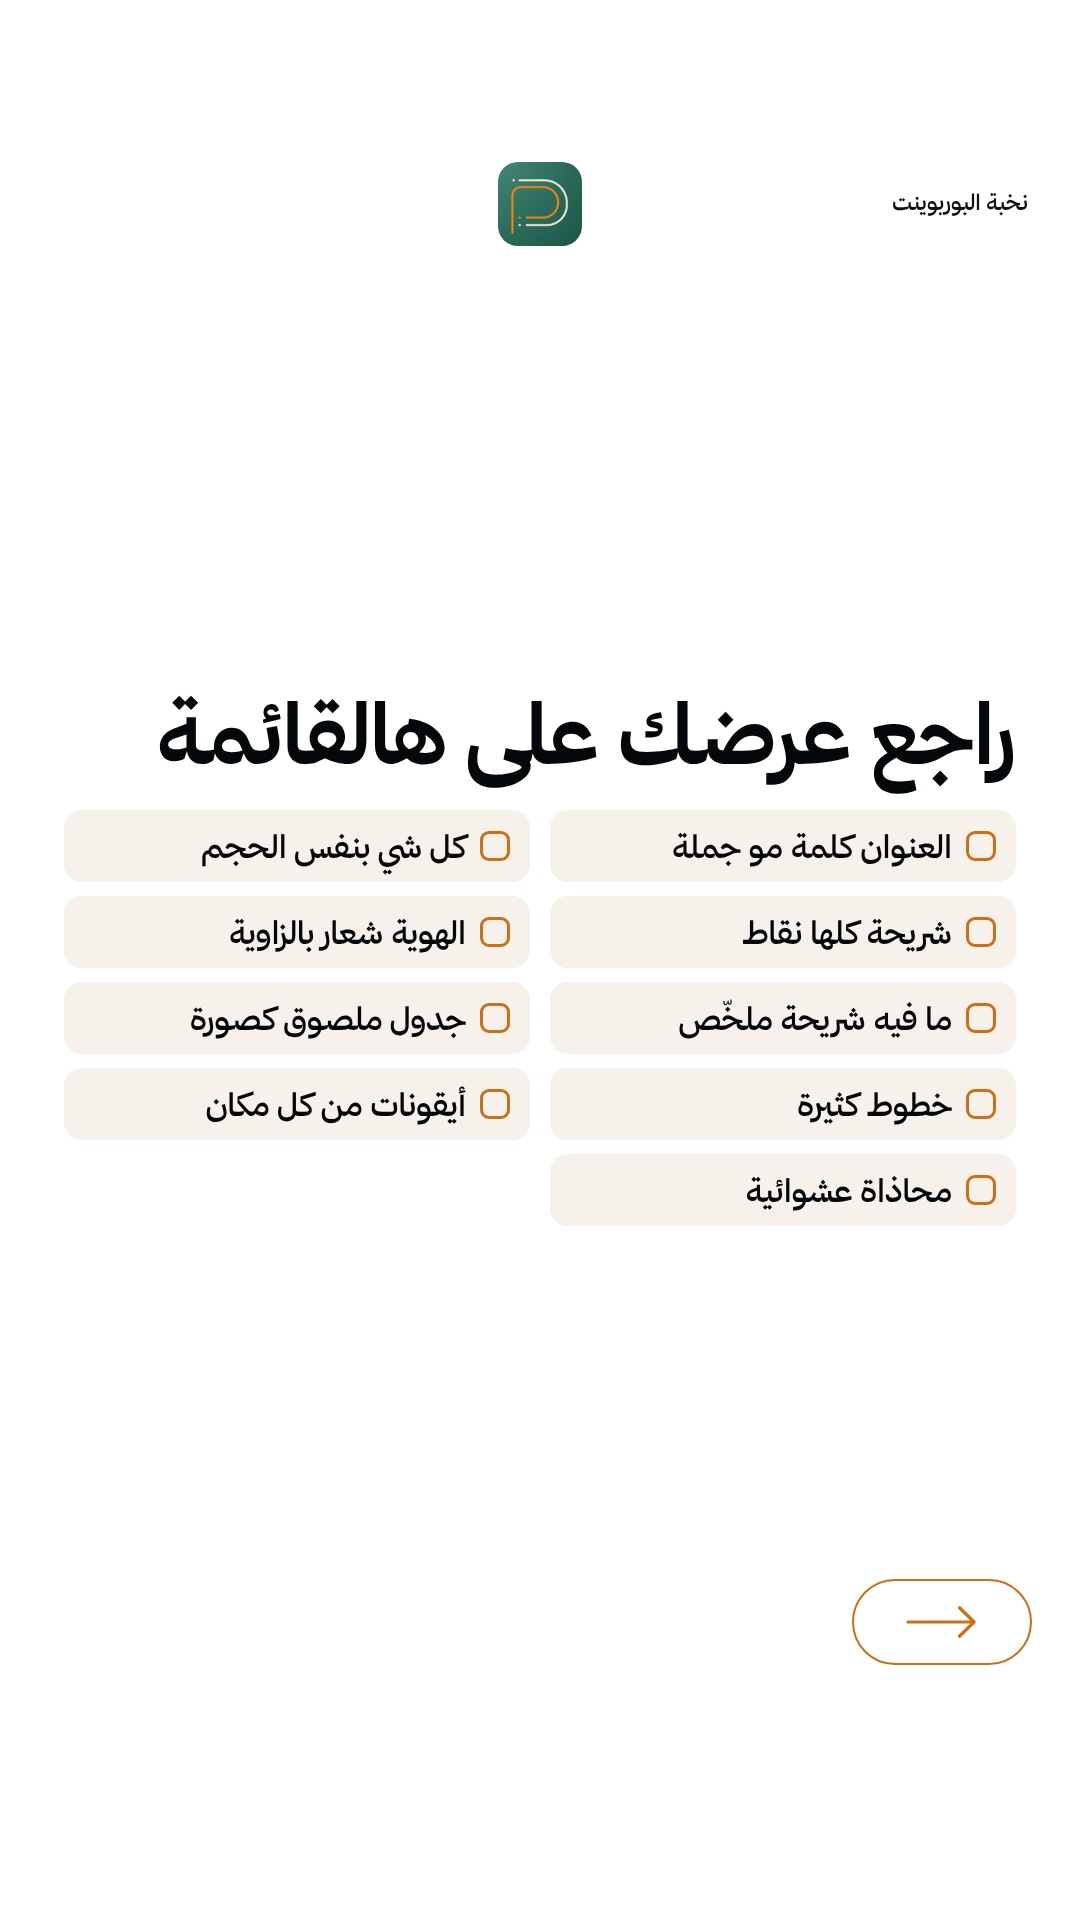 نخبة البوربوينت
راجع عرضك على هالقائمة
العنوان كلمة مو جملة
شريحة كلها نقاط
ما فيه شريحة ملخّص
خطوط كثيرة
محاذاة عشوائية
كل شي بنفس الحجم
الهوية شعار بالزاوية
جدول ملصوق كصورة
أيقونات من كل مكان